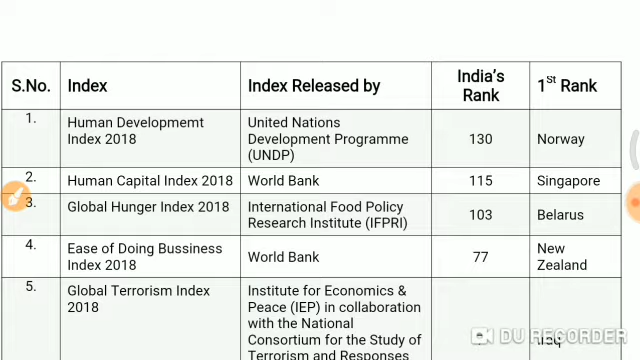 S.No.
Index
Index Released by
India's
Rank
1st Rank
1.
Human Developmemt
Index 2018
United Nations
Development Programme
(UNDP)
130
Norway
2.
Human Capital Index 2018
World Bank
115
Singapore
3.
Global Hunger Index 2018
International Food Policy
Research Institute (IFPRI)
103
Belarus
4.
Ease of Doing Bussiness
Index 2018
World Bank
77
New
Zealand
5.
Global Terrorism Index
2018
Institute for Economics &
Peace (IEP) in collaboration
with the National
Consortium for the Study of
Terrorism and Responses
DU RECORDER